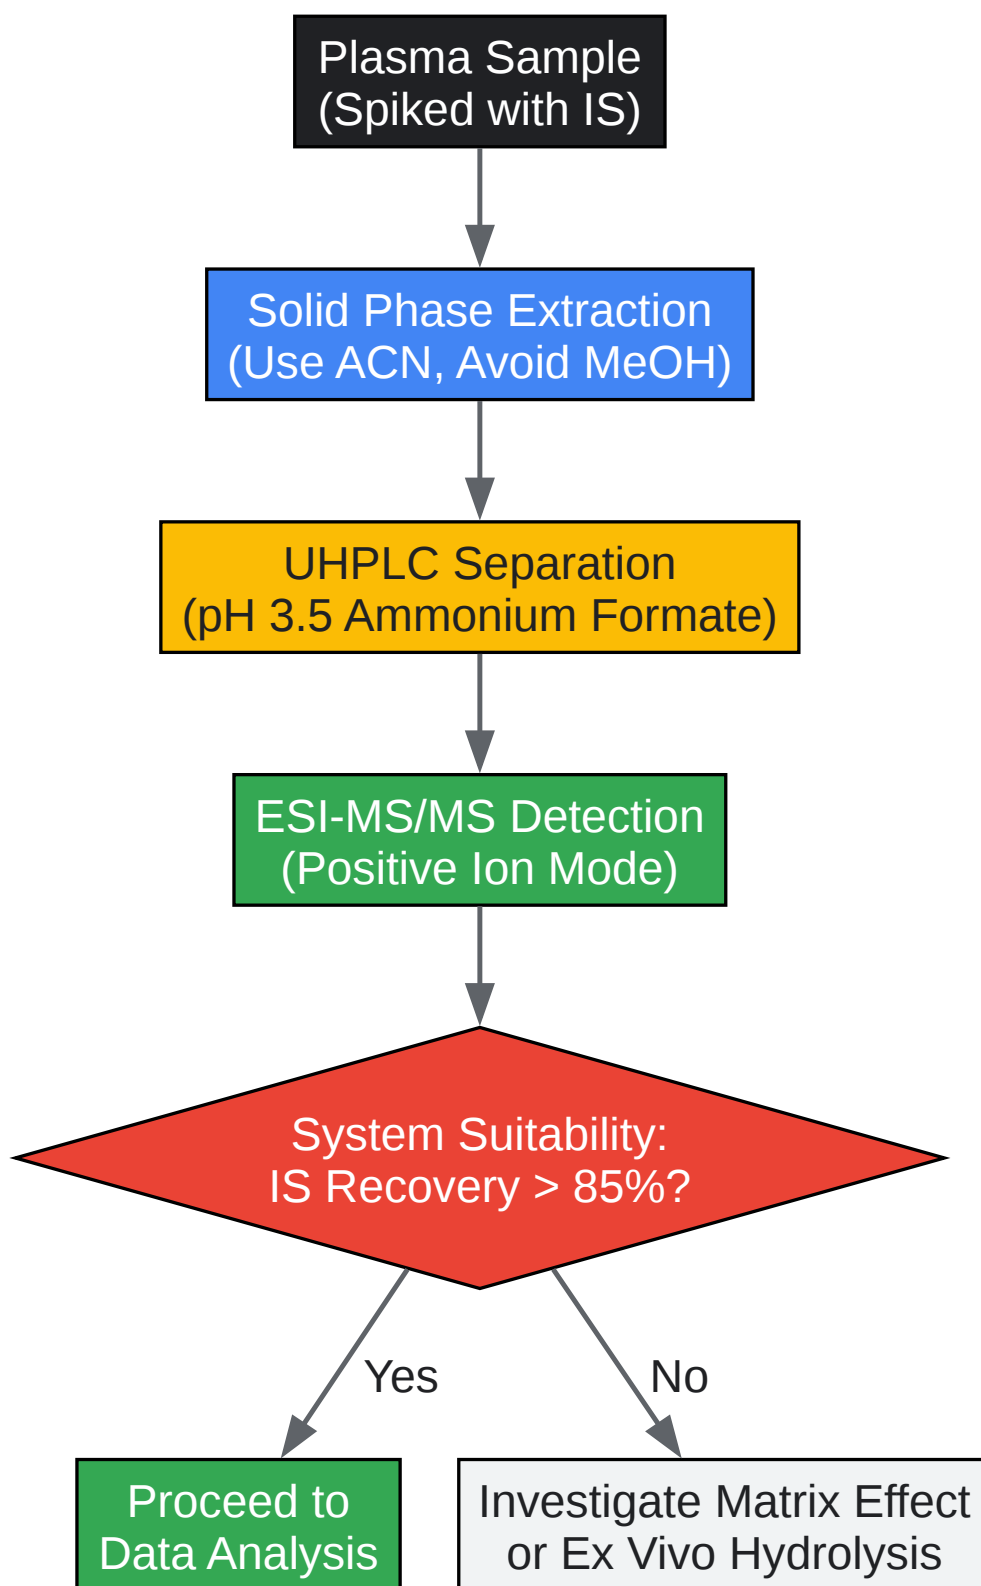 Plasma Sample
(Spiked with IS)
Solid Phase Extraction
(Use ACN, Avoid MeOH)
UHPLC Separation
(pH 3.5 Ammonium Formate)
ESI-MS/MS Detection
(Positive Ion Mode)
System Suitability:
IS Recovery > 85%?
Yes
No
Proceed to
Data Analysis
Investigate Matrix Effect
or Ex Vivo Hydrolysis